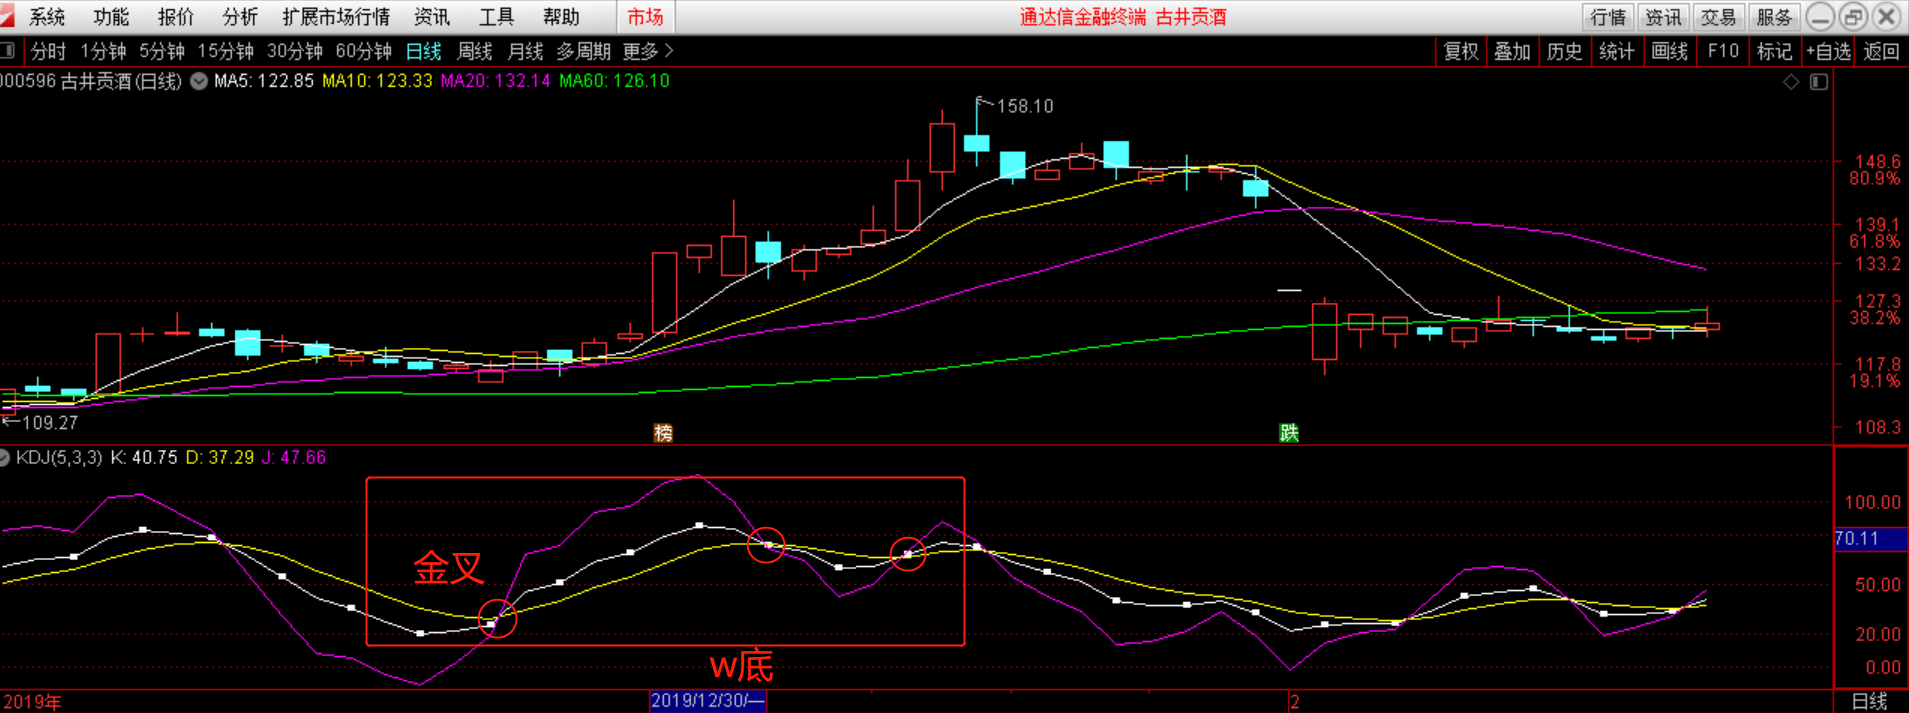 系统 功能 报价 分析 扩展市场行情 资讯 工具 帮助 市场 通达信金融终端 古井贡酒 行情 资讯 交易 服务
分时 1分钟 5分钟 15分钟 30分钟 60分钟 日线 周线 月线 多周期 更多 > 复权 叠加 历史 统计 画线 F10 标记 +自选 返回
000596 古井贡酒(日线) MA5: 122.85 MA10: 123.33 MA20: 132.14 MA60: 126.10
158.10
148.6
80.9%
139.1
61.8%
133.2
127.3
38.2%
117.8
19.1%
109.27
108.3
榜 跌
KDJ(5,3,3) K: 40.75 D: 37.29 J: 47.66
100.00
70.11
金叉
50.00
20.00
w底
0.00
2019年 2019/12/30/一 2 日线